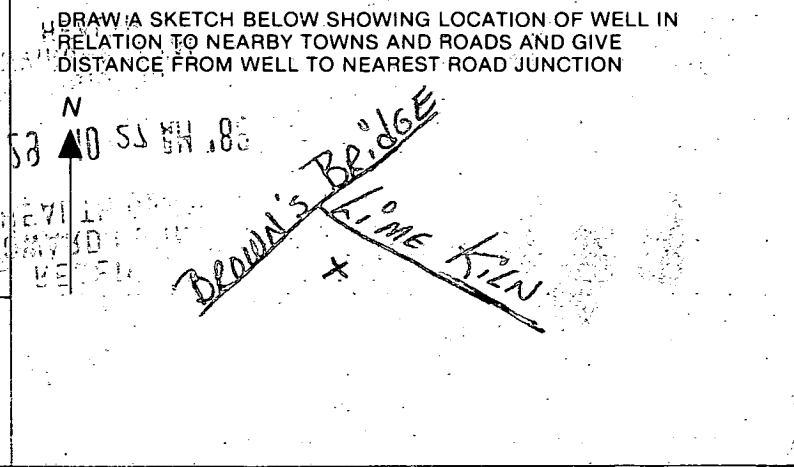 DRAW A SKETCH BELOW SHOWING LOCATION OF WELL IN
RELATION TO NEARBY TOWNS AND ROADS AND GIVE
DISTANCE FROM WELL TO NEAREST ROAD JUNCTION
N
BROWN'S BRIDGE
LIME KILN
X